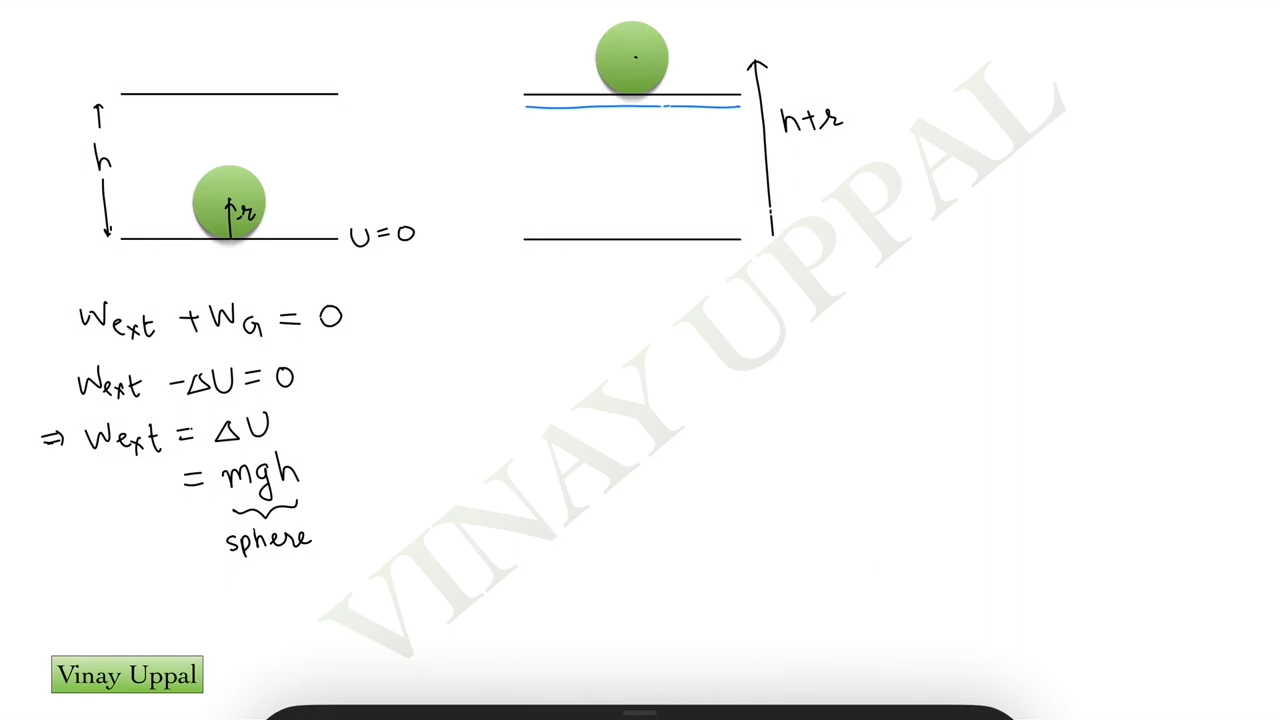 h
r
U = 0
h+r
Wext + WG = 0
Wext - ΔU = 0
⇒ Wext = ΔU
= mgh
sphere
VINAY UPPAL
Vinay Uppal